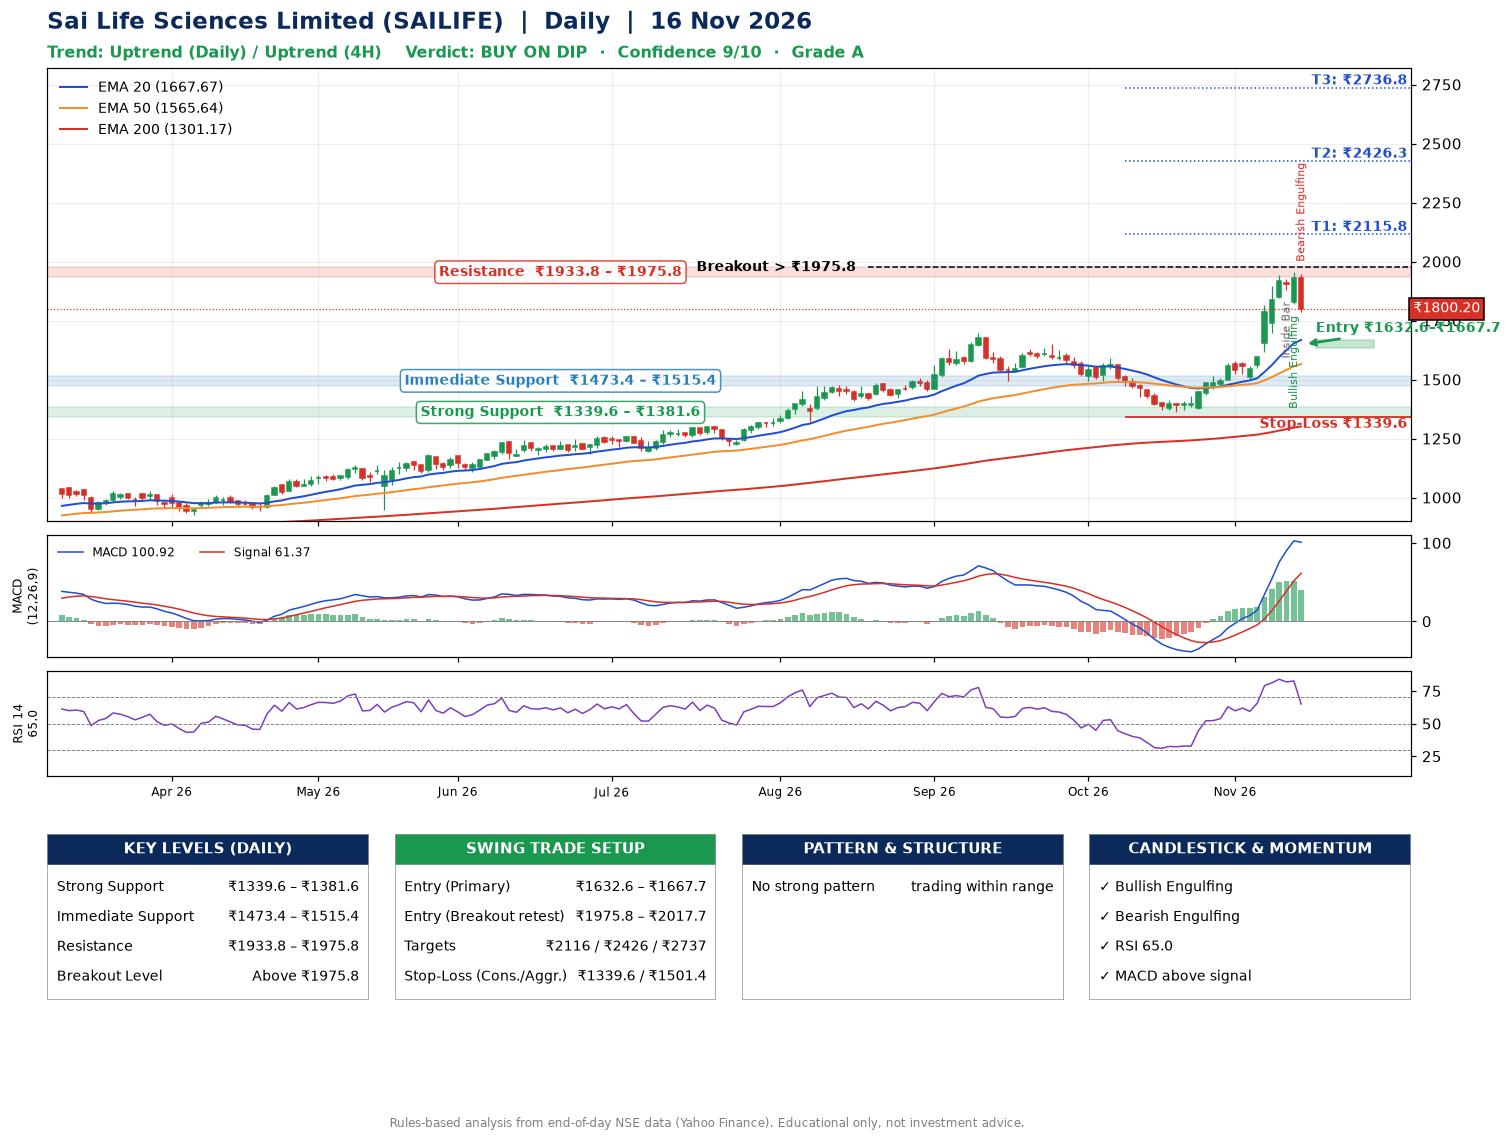 Sai Life Sciences Limited (SAILIFE)  |  Daily  |  16 Nov 2026
Trend: Uptrend (Daily) / Uptrend (4H)    Verdict: BUY ON DIP  ·  Confidence 9/10  ·  Grade A
EMA 20 (1667.67)
EMA 50 (1565.64)
EMA 200 (1301.17)
T3: ₹2736.8
T2: ₹2426.3
T1: ₹2115.8
Bearish Engulfing
Resistance  ₹1933.8 – ₹1975.8
Breakout > ₹1975.8
₹1800.20
Entry ₹1632.6–₹1667.7
Inside Bar
Bullish Engulfing
Immediate Support  ₹1473.4 – ₹1515.4
Strong Support  ₹1339.6 – ₹1381.6
Stop-Loss ₹1339.6
2750
2500
2250
2000
1750
1500
1250
1000
MACD 100.92
Signal 61.37
MACD
(12,26,9)
100
0
RSI 14
65.0
75
50
25
Apr 26
May 26
Jun 26
Jul 26
Aug 26
Sep 26
Oct 26
Nov 26
KEY LEVELS (DAILY)
Strong Support ₹1339.6 – ₹1381.6
Immediate Support ₹1473.4 – ₹1515.4
Resistance ₹1933.8 – ₹1975.8
Breakout Level Above ₹1975.8
SWING TRADE SETUP
Entry (Primary) ₹1632.6 – ₹1667.7
Entry (Breakout retest) ₹1975.8 – ₹2017.7
Targets ₹2116 / ₹2426 / ₹2737
Stop-Loss (Cons./Aggr.) ₹1339.6 / ₹1501.4
PATTERN & STRUCTURE
No strong pattern trading within range
CANDLESTICK & MOMENTUM
✓ Bullish Engulfing
✓ Bearish Engulfing
✓ RSI 65.0
✓ MACD above signal
Rules-based analysis from end-of-day NSE data (Yahoo Finance). Educational only, not investment advice.